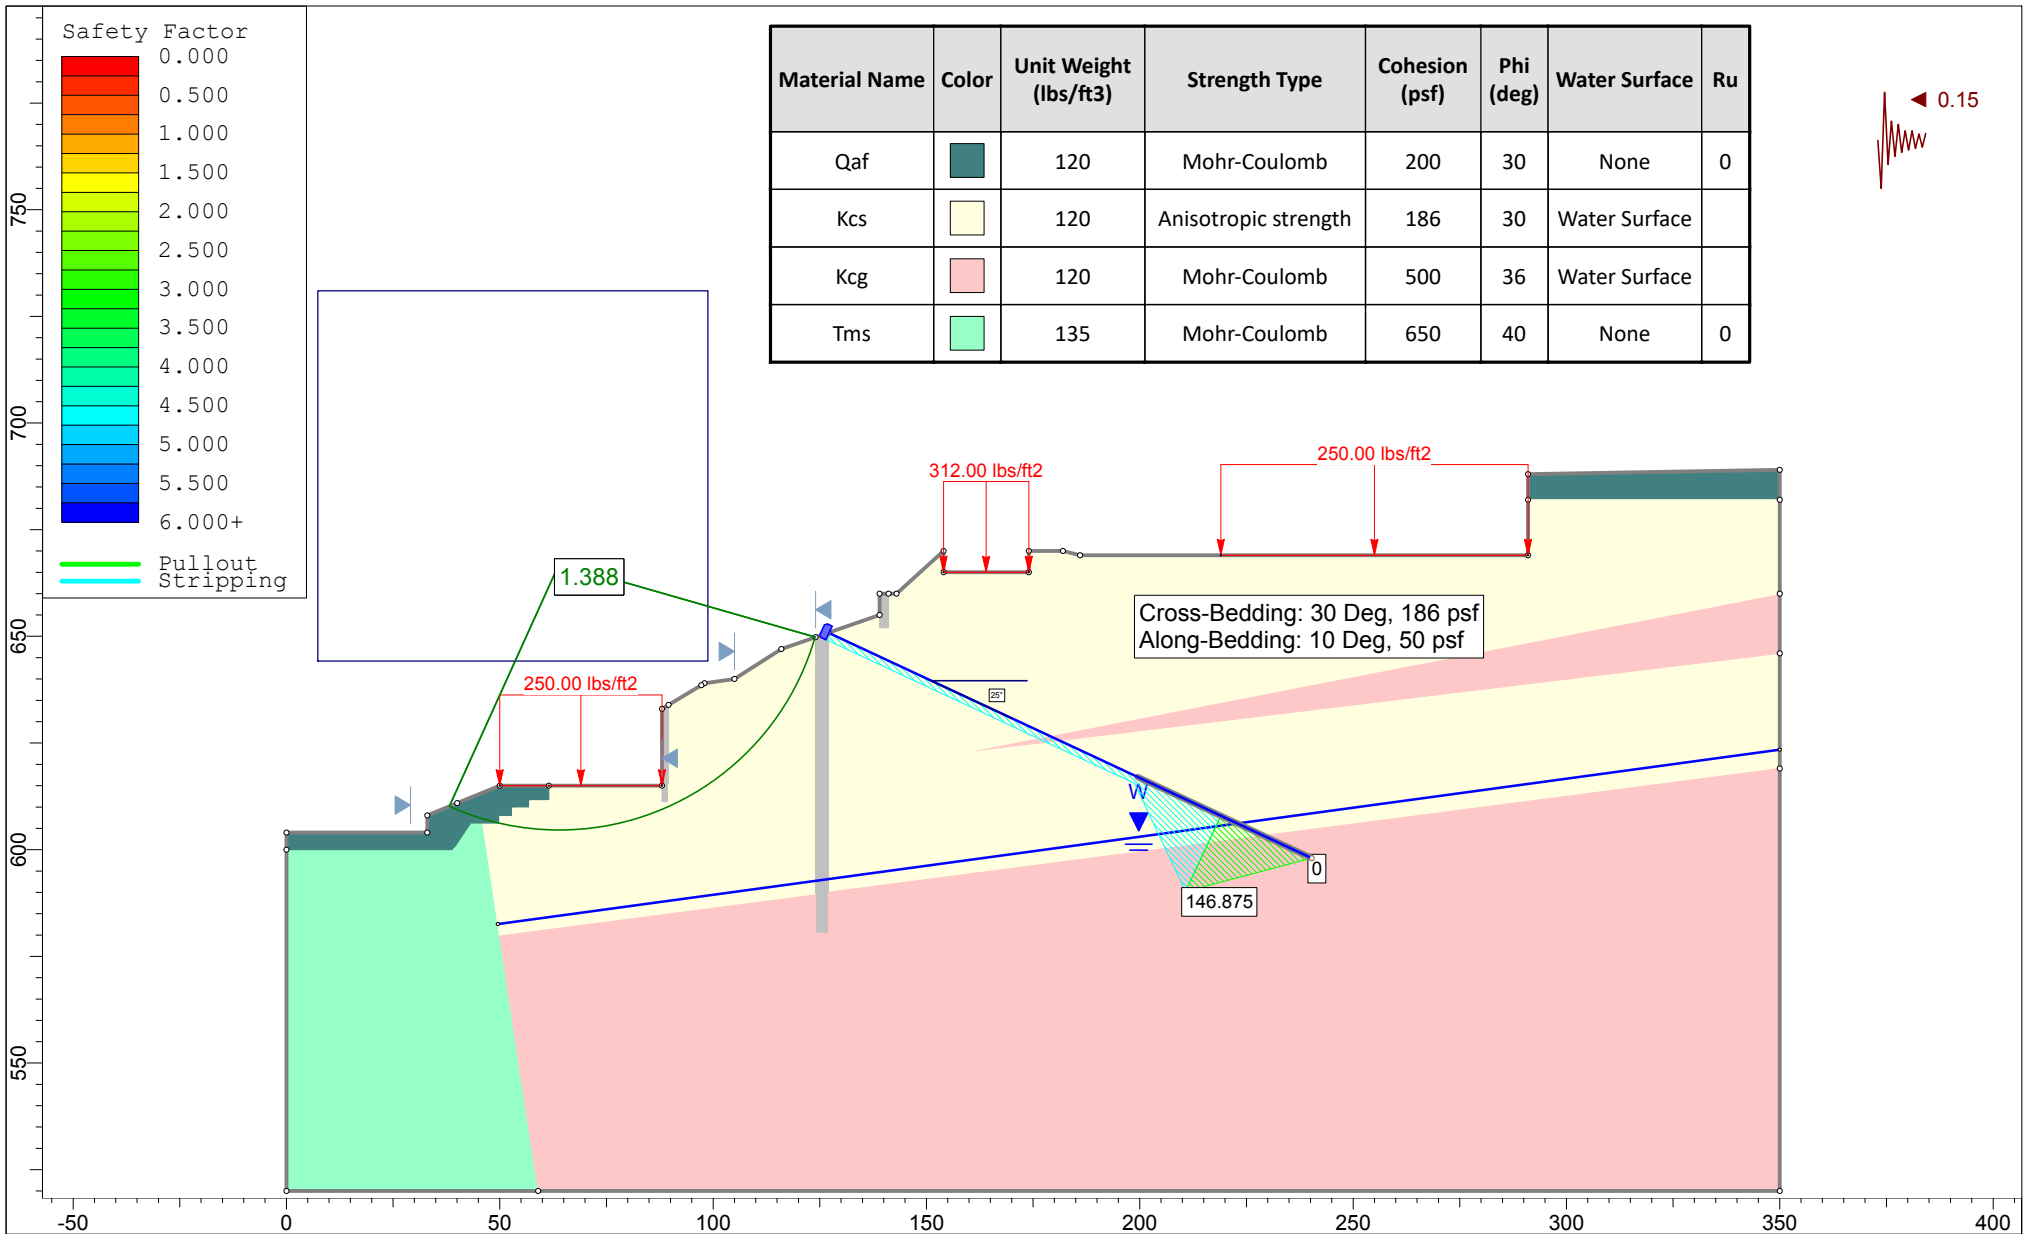 Safety Factor
0.000
0.500
1.000
1.500
2.000
2.500
3.000
3.500
4.000
4.500
5.000
5.500
6.000+
Pullout
Stripping
Material Name Color Unit Weight (lbs/ft3) Strength Type Cohesion (psf) Phi (deg) Water Surface Ru
Qaf 120 Mohr-Coulomb 200 30 None 0
Kcs 120 Anisotropic strength 186 30 Water Surface
Kcg 120 Mohr-Coulomb 500 36 Water Surface
Tms 135 Mohr-Coulomb 650 40 None 0
0.15
750
700
650
600
550
312.00 lbs/ft2
250.00 lbs/ft2
1.388
Cross-Bedding: 30 Deg, 186 psf
Along-Bedding: 10 Deg, 50 psf
250.00 lbs/ft2
25°
W
0
146.875
-50 0 50 100 150 200 250 300 350 400